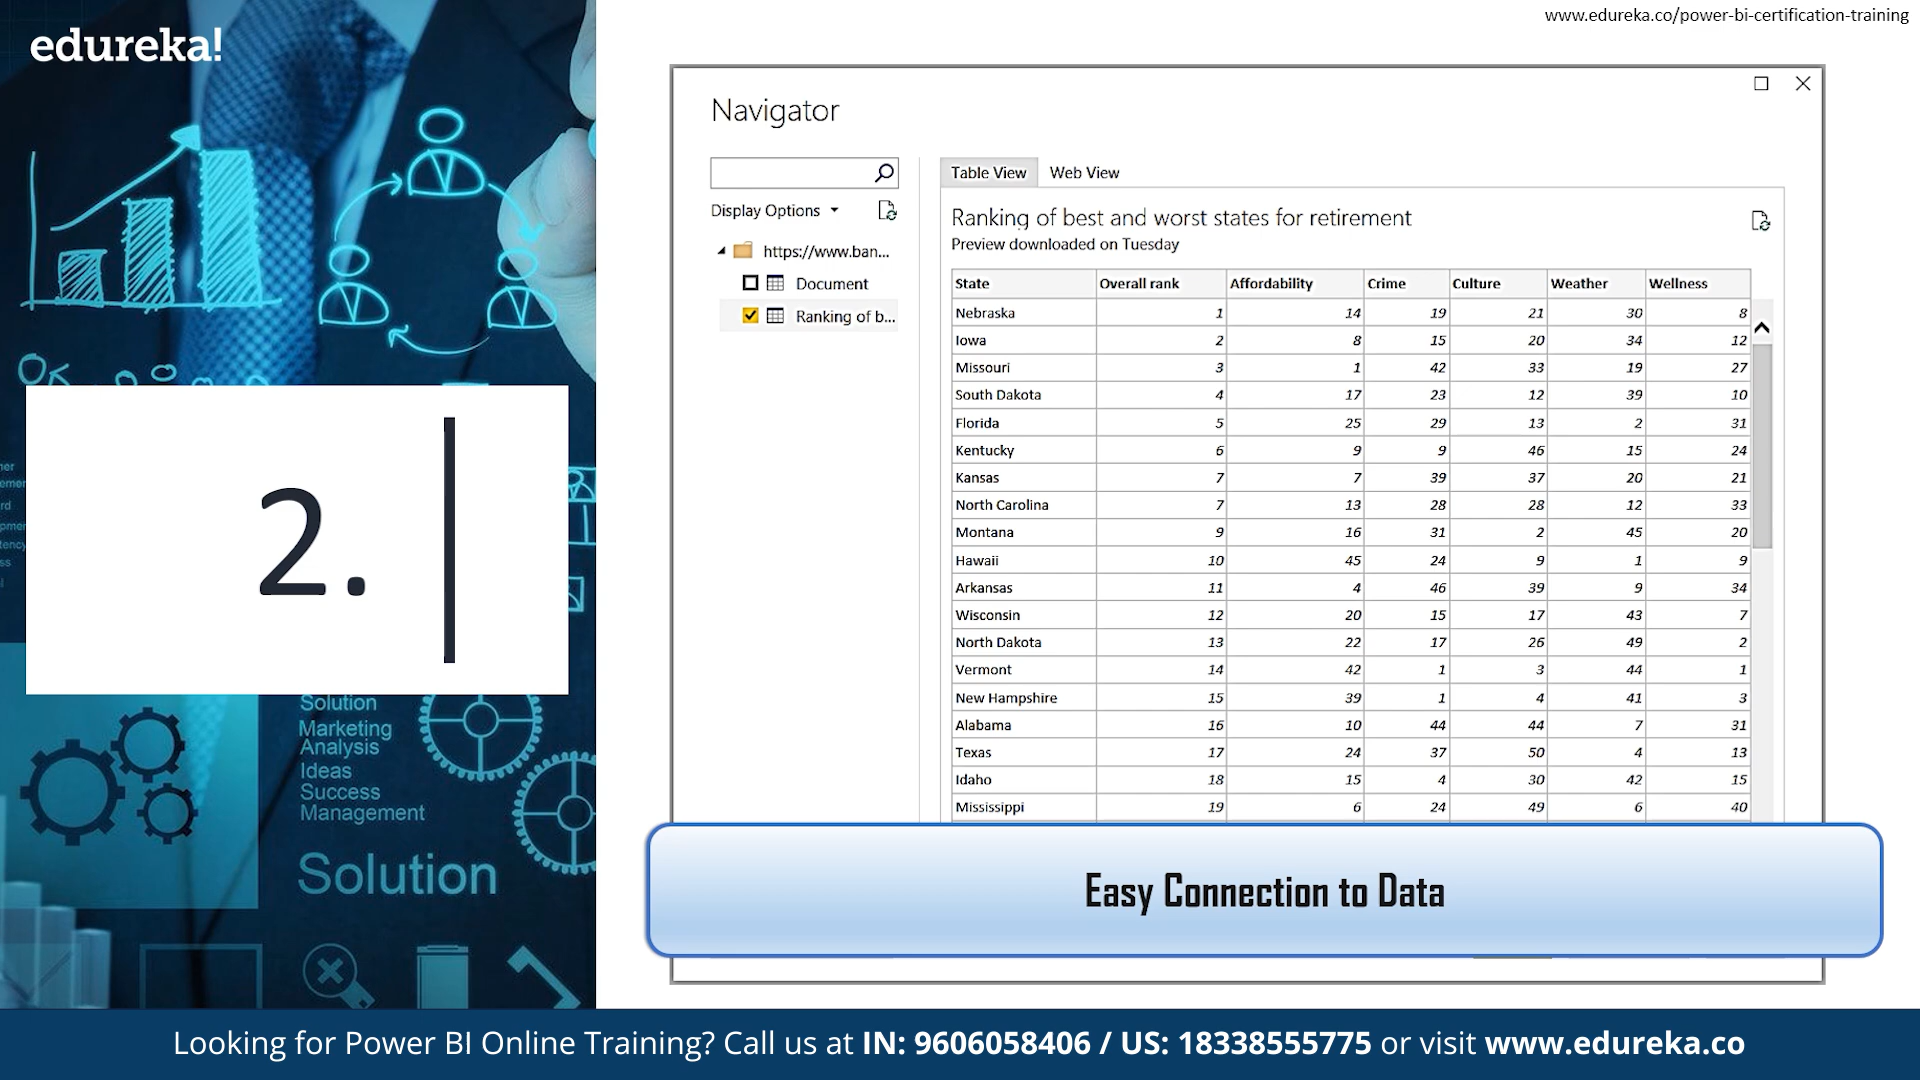 www.edureka.co/power-bi-certification-training
edureka!
2.
Solution
Marketing
Analysis
Ideas
Success
Management
Solution
Navigator
Display Options
https://www.ban...
Document
Ranking of b...
Table View Web View
Ranking of best and worst states for retirement
Preview downloaded on Tuesday
State Overall rank Affordability Crime Culture Weather Wellness
Nebraska 1 14 19 21 30 8
Iowa 2 8 15 20 34 12
Missouri 3 1 42 33 19 27
South Dakota 4 17 23 12 39 10
Florida 5 25 29 13 2 31
Kentucky 6 9 9 46 15 24
Kansas 7 7 39 37 20 21
North Carolina 7 13 28 28 12 33
Montana 9 16 31 2 45 20
Hawaii 10 45 24 9 1 9
Arkansas 11 4 46 39 9 34
Wisconsin 12 20 15 17 43 7
North Dakota 13 22 17 26 49 2
Vermont 14 42 1 3 44 1
New Hampshire 15 39 1 4 41 3
Alabama 16 10 44 44 7 31
Texas 17 24 37 50 4 13
Idaho 18 15 4 30 42 15
Mississippi 19 6 24 49 6 40
Easy Connection to Data
Looking for Power BI Online Training? Call us at IN: 9606058406 / US: 18338555775 or visit www.edureka.co